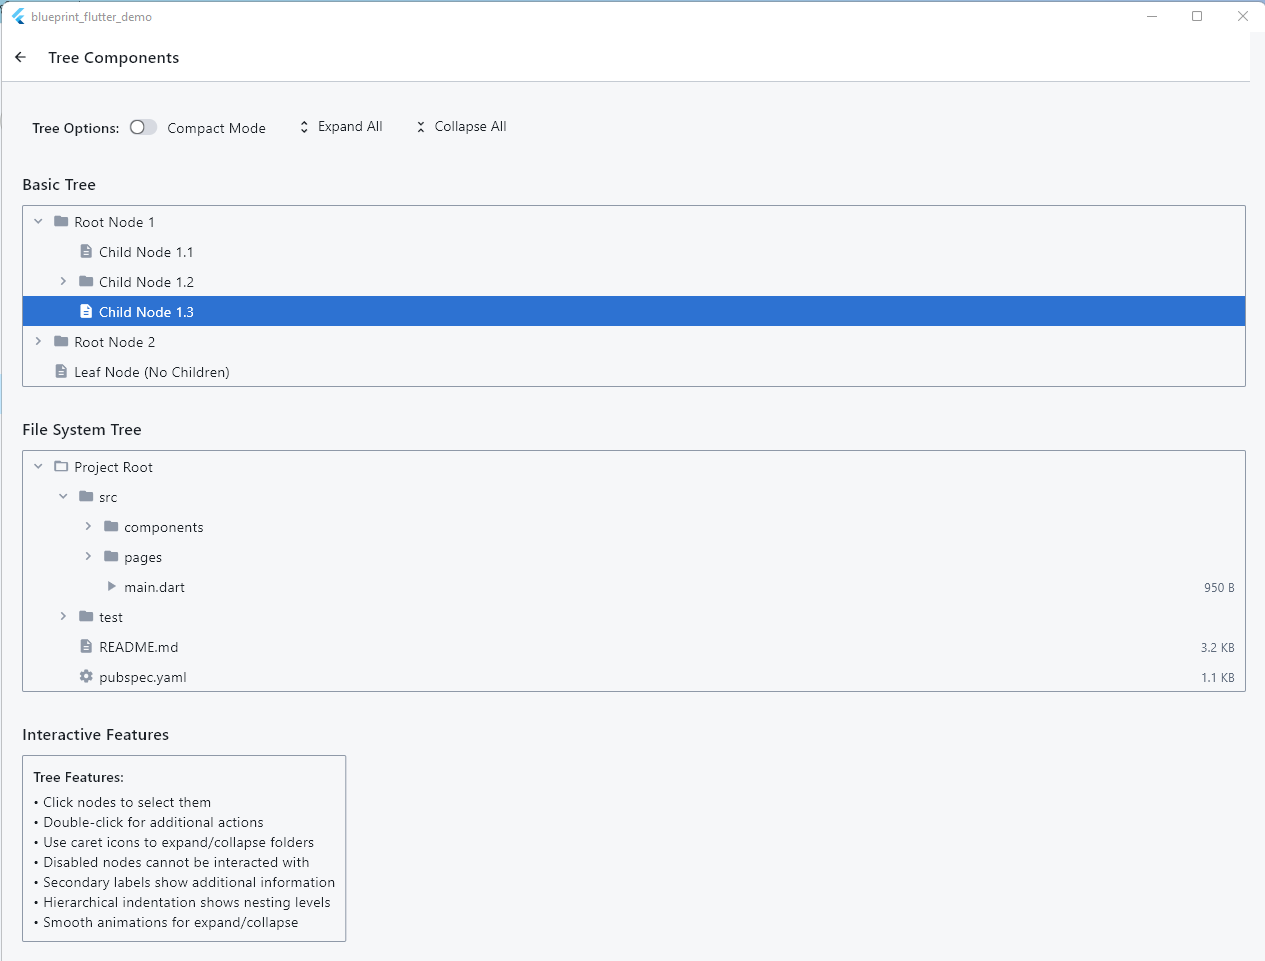 blueprint_flutter_demo
Tree Components
Tree Options: Compact Mode Expand All Collapse All
Basic Tree
Root Node 1
Child Node 1.1
Child Node 1.2
Child Node 1.3
Root Node 2
Leaf Node (No Children)
File System Tree
Project Root
src
components
pages
main.dart 950 B
test
README.md 3.2 KB
pubspec.yaml 1.1 KB
Interactive Features
Tree Features:
• Click nodes to select them
• Double-click for additional actions
• Use caret icons to expand/collapse folders
• Disabled nodes cannot be interacted with
• Secondary labels show additional information
• Hierarchical indentation shows nesting levels
• Smooth animations for expand/collapse